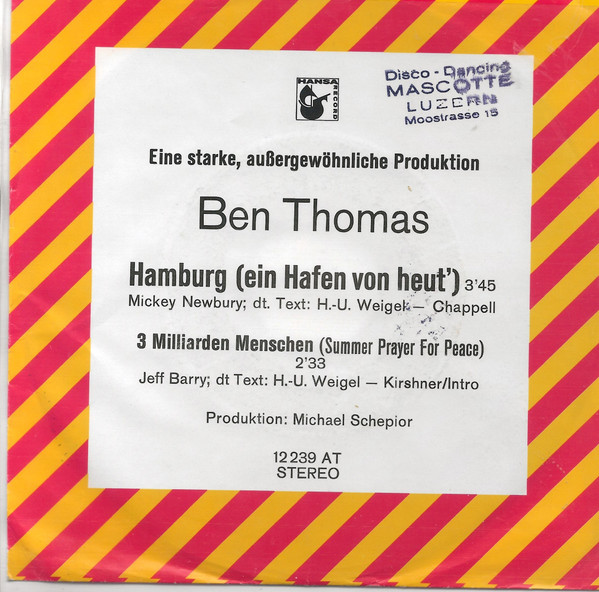 HANSA
RECORD
Disco - Dancing
MASCOTTE
LUZERN
Moosstrasse 15
Eine starke, außergewöhnliche Produktion
Ben Thomas
Hamburg (ein Hafen von heut') 3'45
Mickey Newbury; dt. Text: H.-U. Weigel — Chappell
3 Milliarden Menschen (Summer Prayer For Peace)
2'33
Jeff Barry; dt Text: H.-U. Weigel — Kirshner/Intro
Produktion: Michael Schepior
12 239 AT
STEREO